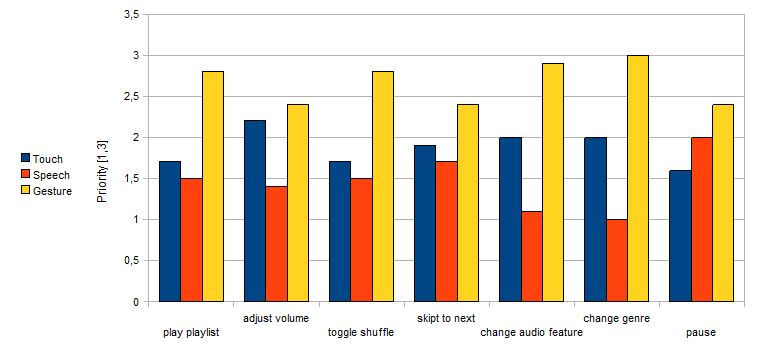 3,5
3
2,5
2
1,5
1
0,5
0
Priority [1,3]
Touch
Speech
Gesture
play playlist
adjust volume
toggle shuffle
skipt to next
change audio feature
change genre
pause